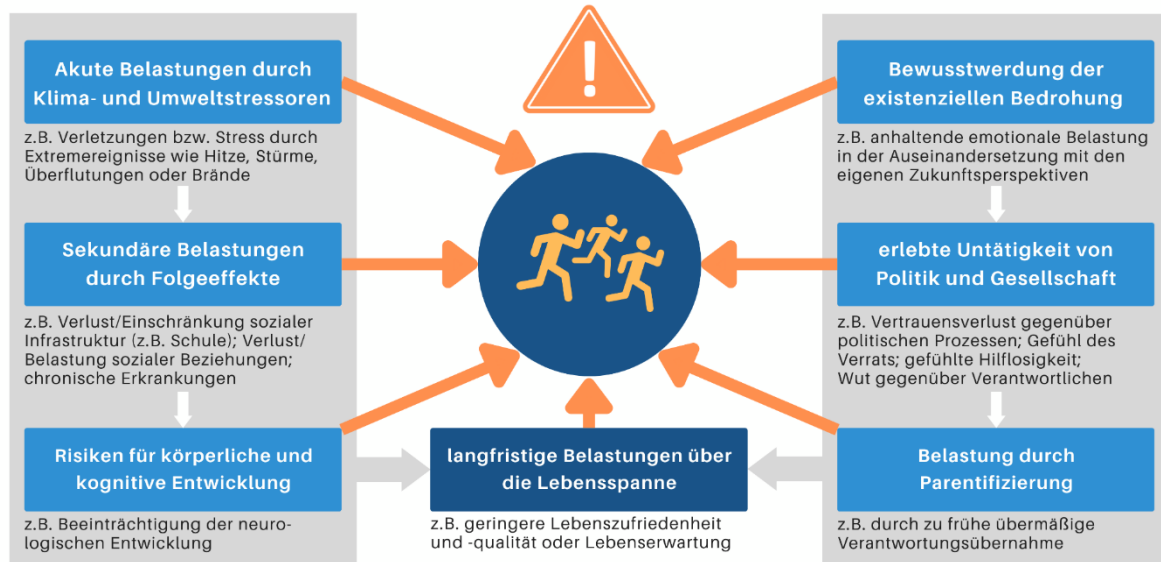 Akute Belastungen durch
Klima- und Umweltstressoren
z.B. Verletzungen bzw. Stress durch
Extremereignisse wie Hitze, Stürme,
Überflutungen oder Brände
Sekundäre Belastungen
durch Folgeeffekte
z.B. Verlust/Einschränkung sozialer
Infrastruktur (z.B. Schule); Verlust/
Belastung sozialer Beziehungen;
chronische Erkrankungen
Risiken für körperliche und
kognitive Entwicklung
z.B. Beeinträchtigung der neuro-
logischen Entwicklung
!
langfristige Belastungen über
die Lebensspanne
z.B. geringere Lebenszufriedenheit
und -qualität oder Lebenserwartung
Bewusstwerdung der
existenziellen Bedrohung
z.B. anhaltende emotionale Belastung
in der Auseinandersetzung mit den
eigenen Zukunftsperspektiven
erlebte Untätigkeit von
Politik und Gesellschaft
z.B. Vertrauensverlust gegenüber
politischen Prozessen; Gefühl des
Verrats; gefühlte Hilflosigkeit;
Wut gegenüber Verantwortlichen
Belastung durch
Parentifizierung
z.B. durch zu frühe übermäßige
Verantwortungsübernahme